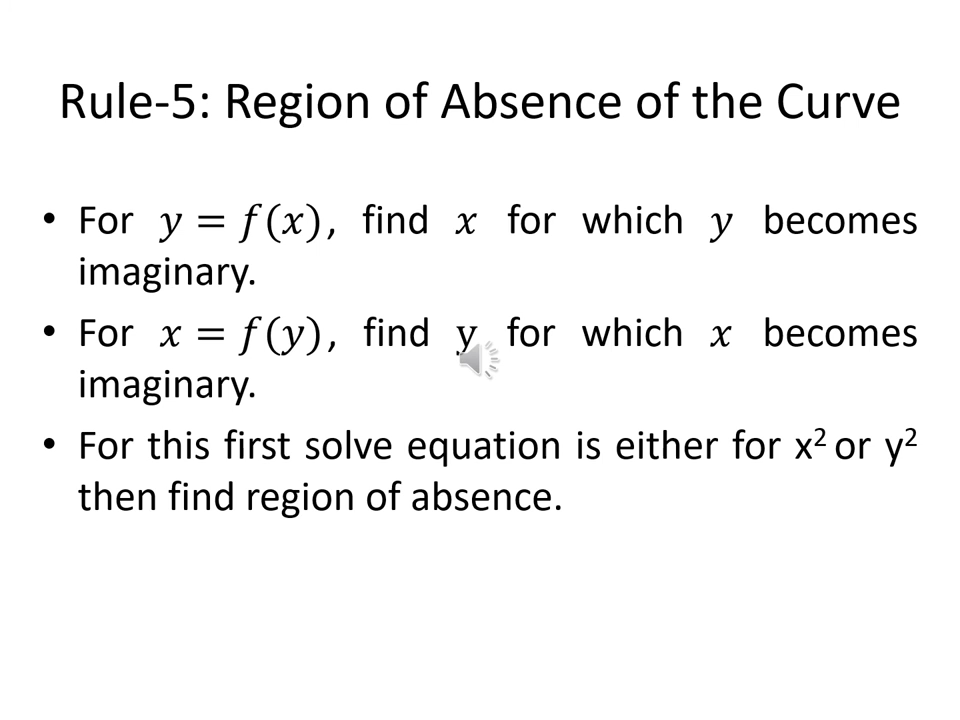 Rule-5: Region of Absence of the Curve
• For 𝑦 = 𝑓(𝑥), find 𝑥 for which 𝑦 becomes
imaginary.
• For 𝑥 = 𝑓(𝑦), find y for which 𝑥 becomes
imaginary.
• For this first solve equation is either for x² or y²
then find region of absence.